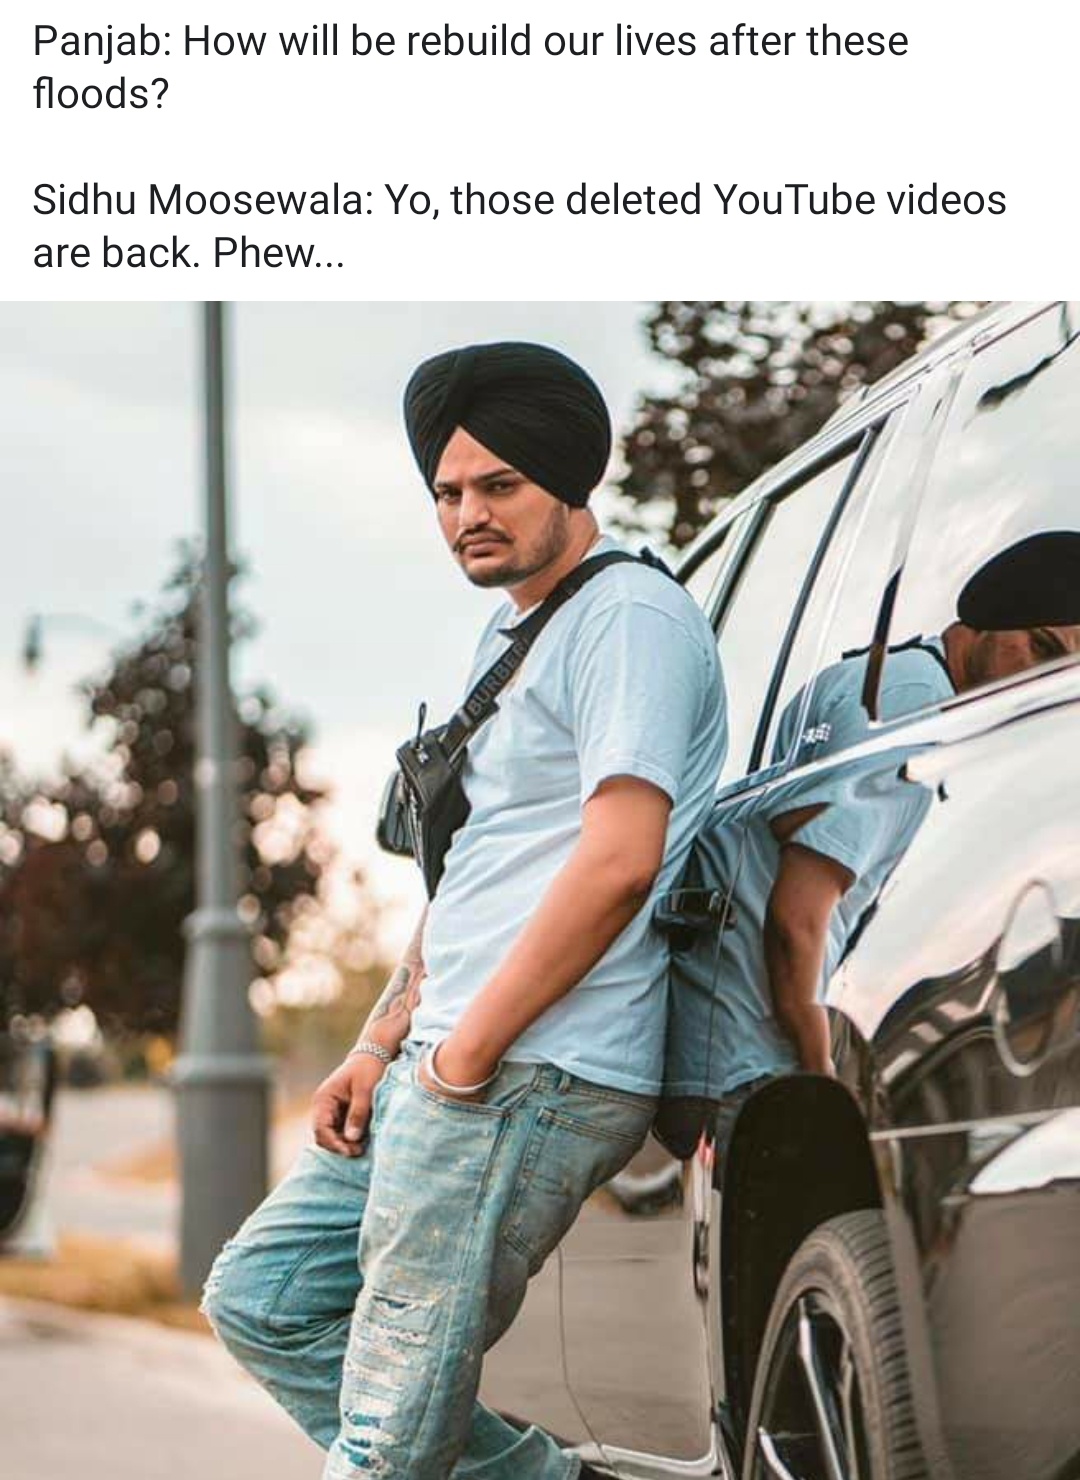 Panjab: How will be rebuild our lives after these
floods?
Sidhu Moosewala: Yo, those deleted YouTube videos
are back. Phew...
BURBER